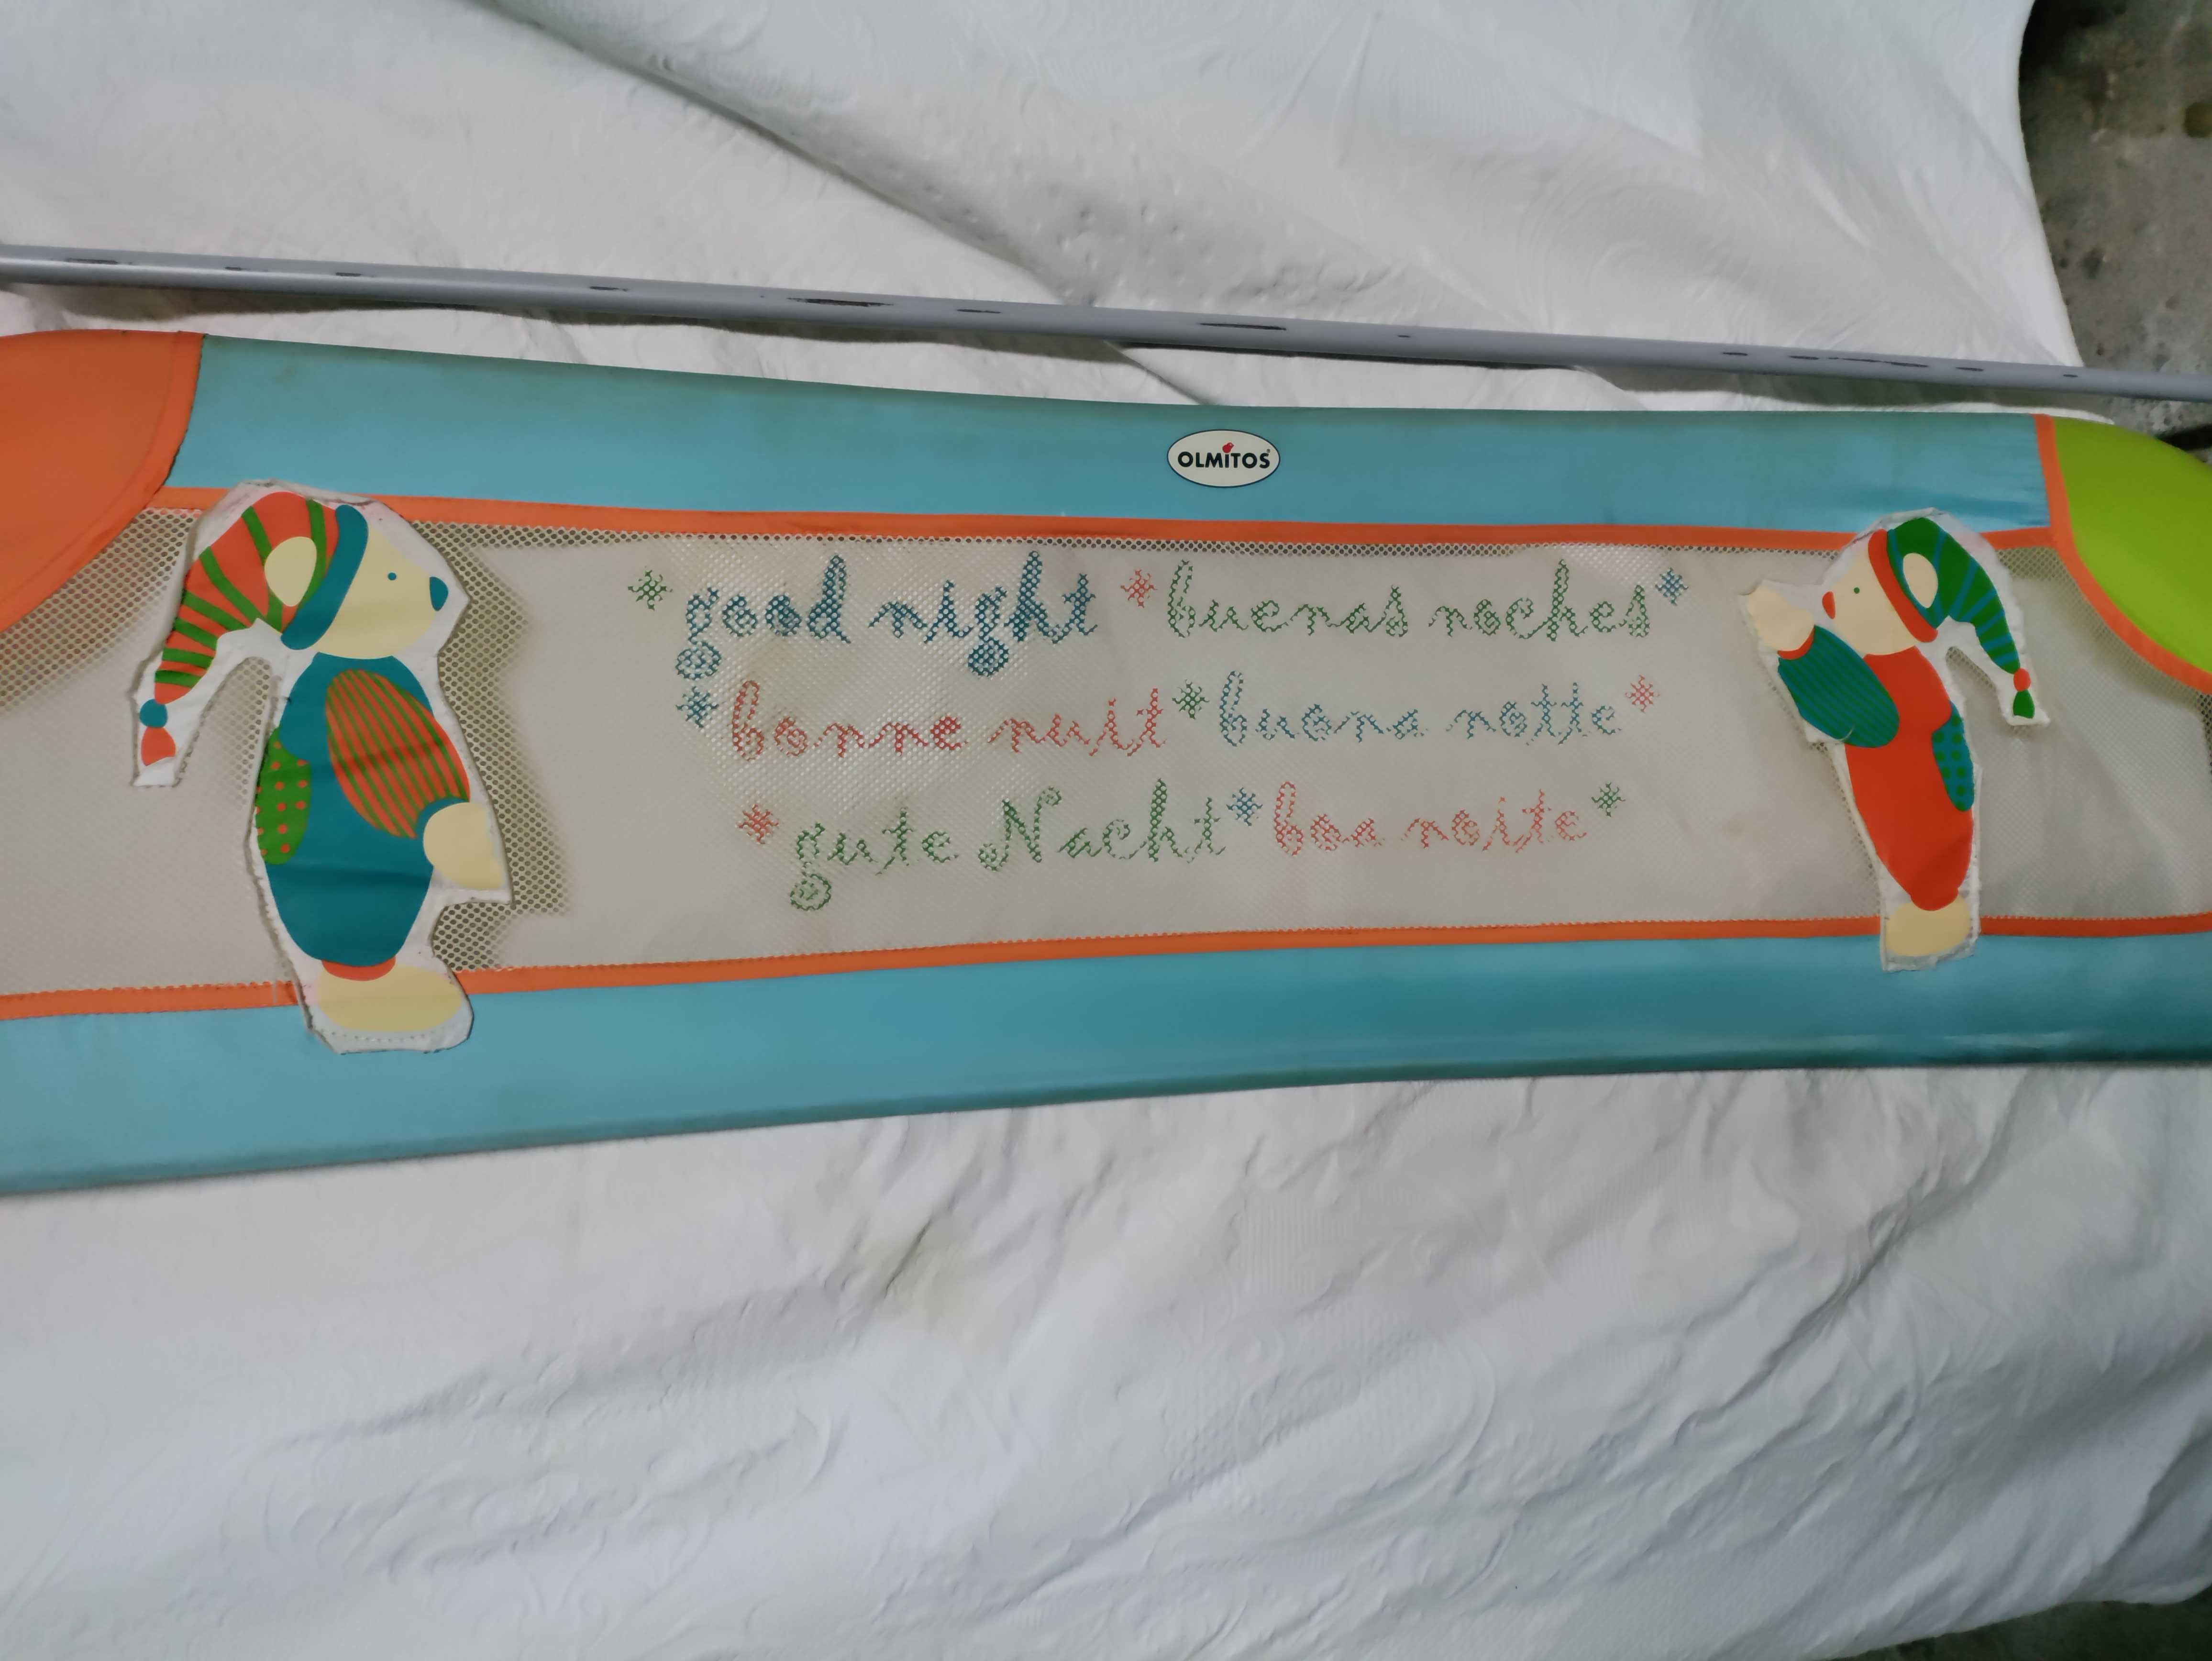 OLMITOS
good night buenas noches
bonne nuit buona notte
gute Nacht boa noite